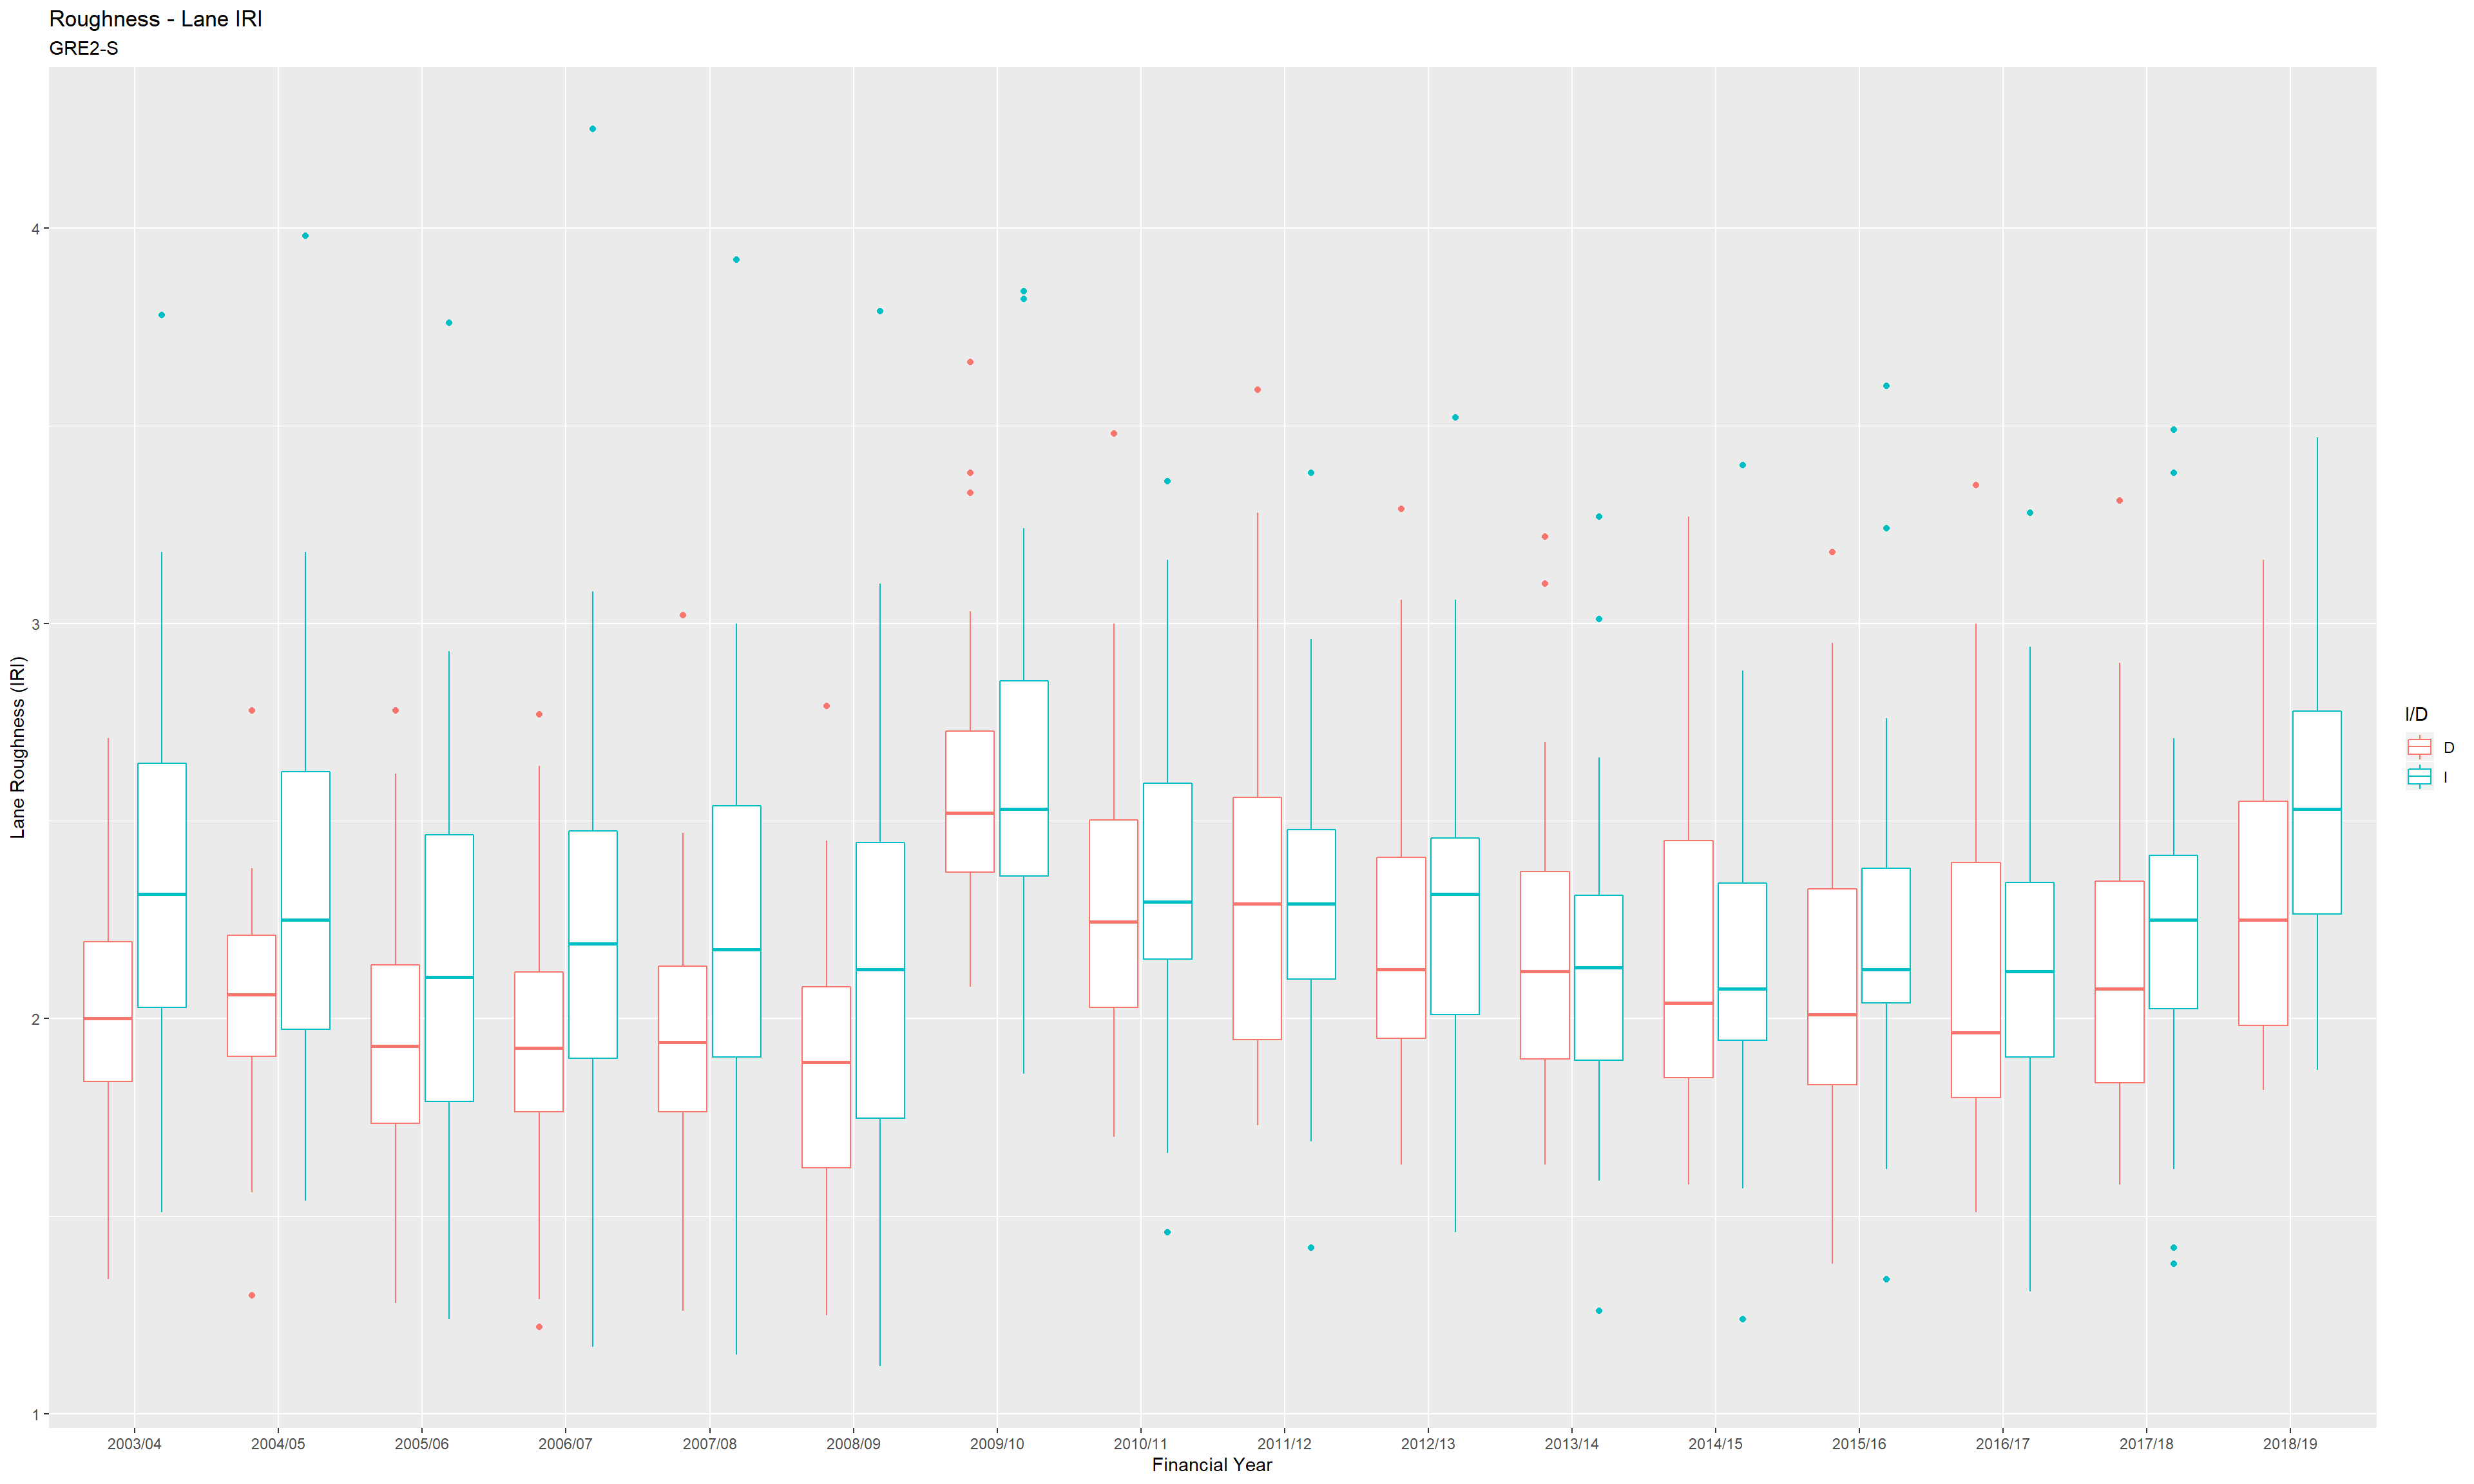 Roughness - Lane IRI
GRE2-S
Lane Roughness (IRI)
4
3
2
1
2003/04 2004/05 2005/06 2006/07 2007/08 2008/09 2009/10 2010/11 2011/12 2012/13 2013/14 2014/15 2015/16 2016/17 2017/18 2018/19
Financial Year
I/D
D
I